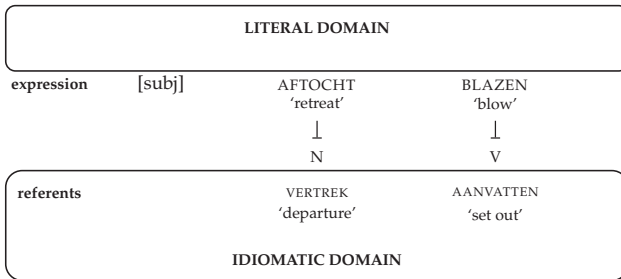 LITERAL DOMAIN
expression [subj] AFTOCHT BLAZEN
‘retreat’ ‘blow’
⊥ ⊥
N V
referents VERTREK AANVATTEN
‘departure’ ‘set out’
IDIOMATIC DOMAIN